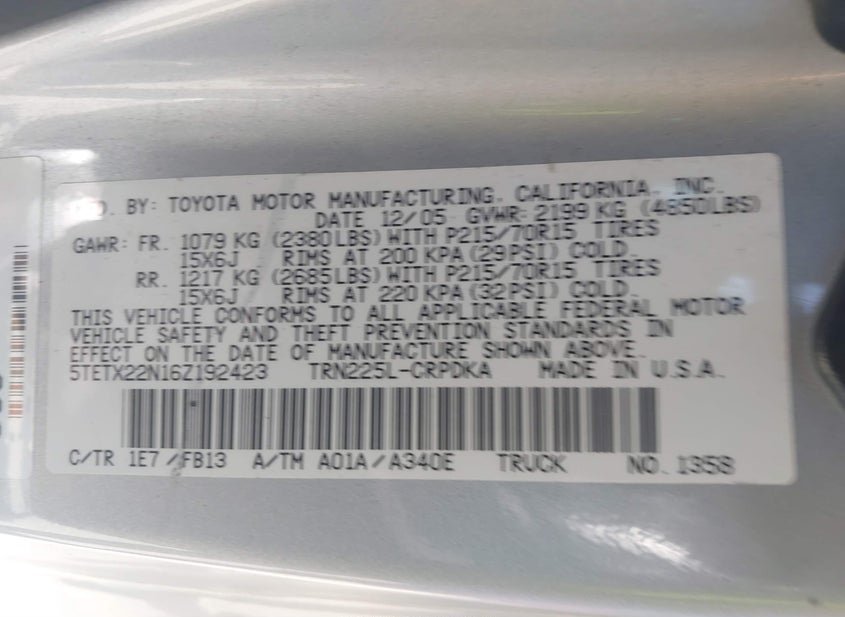 BY: TOYOTA MOTOR MANUFACTURING, CALIFORNIA, INC.
DATE 12/05 GVWR: 2199 KG (4850LBS)
GAWR: FR. 1079 KG (2380LBS) WITH P215/70R15 TIRES
15X6J RIMS AT 200 KPA (29PSI) COLD.
RR. 1217 KG (2685LBS) WITH P215/70R15 TIRES
15X6J RIMS AT 220 KPA (32PSI) COLD.
THIS VEHICLE CONFORMS TO ALL APPLICABLE FEDERAL MOTOR
VEHICLE SAFETY AND THEFT PREVENTION STANDARDS IN
EFFECT ON THE DATE OF MANUFACTURE SHOWN ABOVE.
5TETX22N16Z192423 TRN225L-CRPDKA MADE IN U.S.A.
C/TR 1E7 /FB13 A/TM A01A/A340E TRUCK NO. 1358